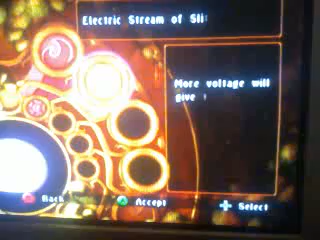 Electric Stream of Sli
More voltage will
give
Back
Accept
Select